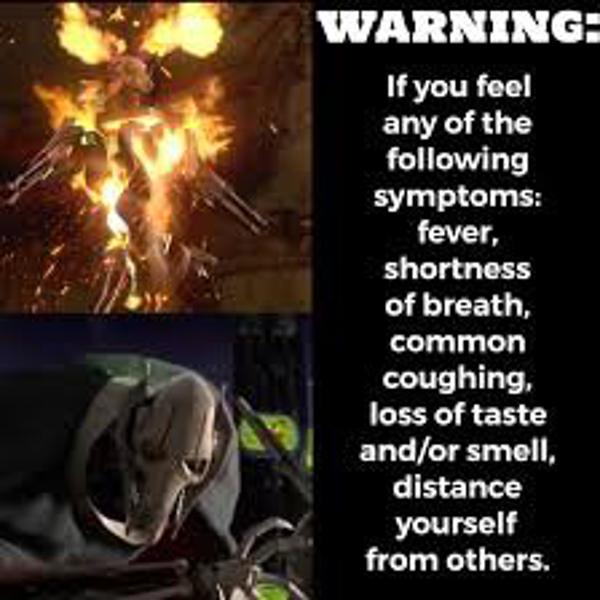 WARNING:
If you feel
any of the
following
symptoms:
fever,
shortness
of breath,
common
coughing,
loss of taste
and/or smell,
distance
yourself
from others.